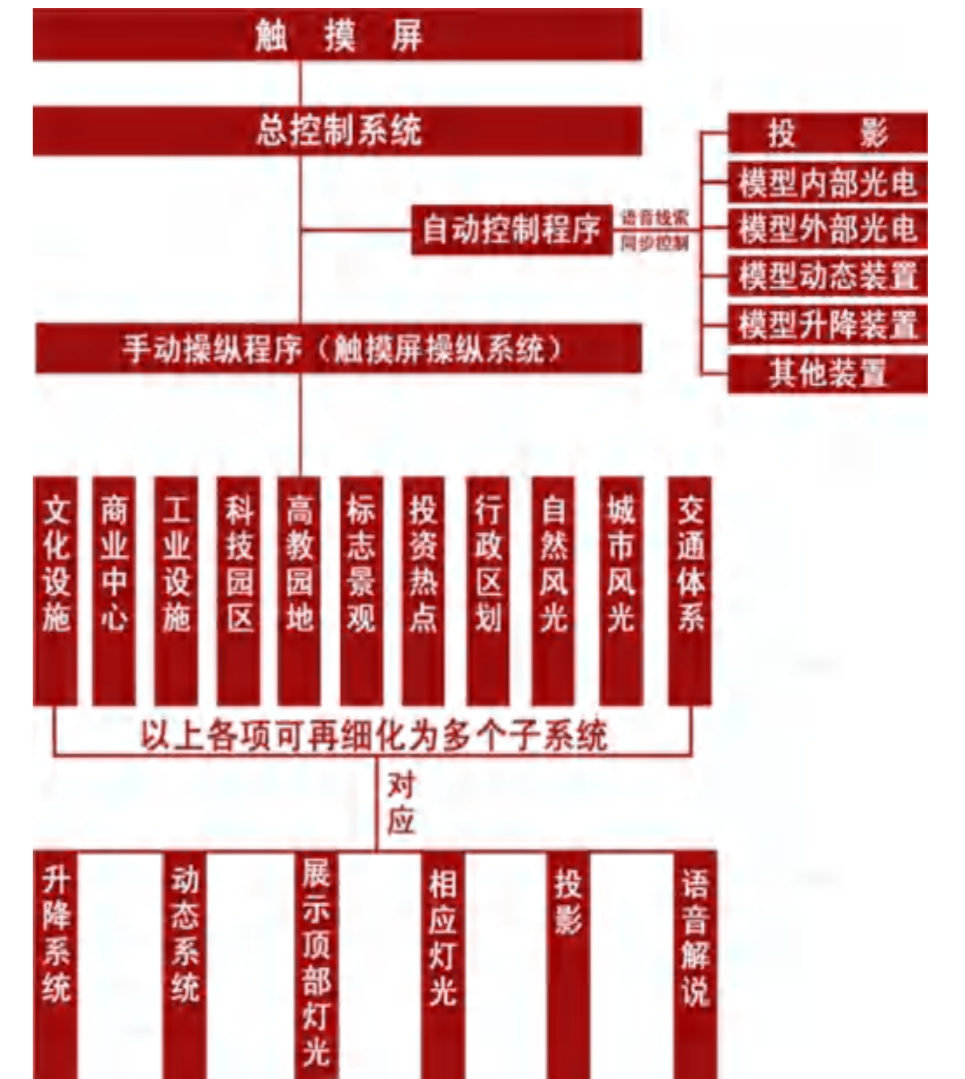 触摸屏
总控制系统
自动控制程序
语音线索
同步控制
投影
模型内部光电
模型外部光电
模型动态装置
模型升降装置
其他装置
手动操纵程序（触摸屏操纵系统）
文化设施
商业中心
工业设施
科技园区
高教园地
标志景观
投资热点
行政区划
自然风光
城市风光
交通体系
以上各项可再细化为多个子系统
对应
升降系统
动态系统
展示顶部灯光
相应灯光
投影
语音解说